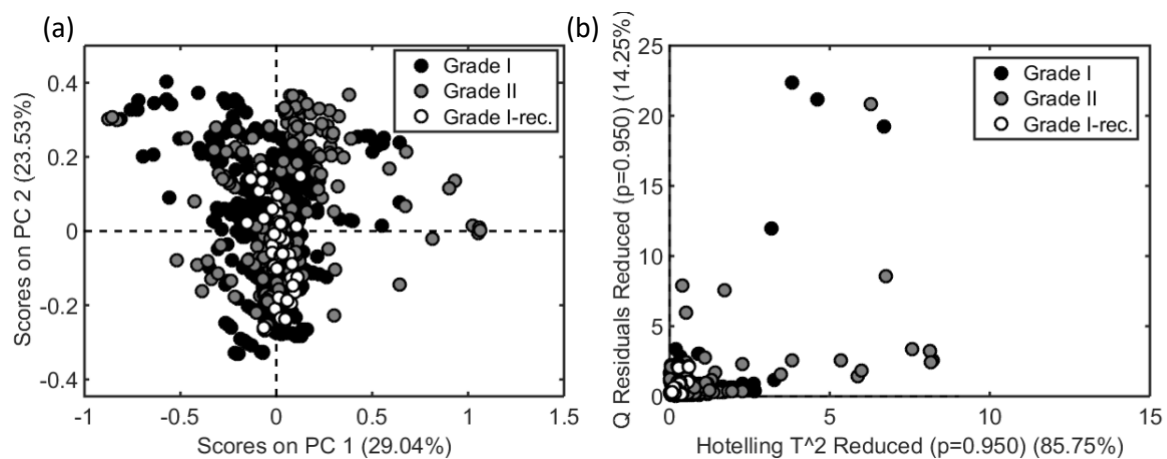 (a)
Scores on PC 2 (23.53%)
0.4
0.2
0
-0.2
-0.4
-1
-0.5
0
0.5
1
1.5
Scores on PC 1 (29.04%)
Grade I
Grade II
Grade I-rec.
(b)
Q Residuals Reduced (p=0.950) (14.25%)
25
20
15
10
5
0
0
5
10
15
Hotelling T^2 Reduced (p=0.950) (85.75%)
Grade I
Grade II
Grade I-rec.